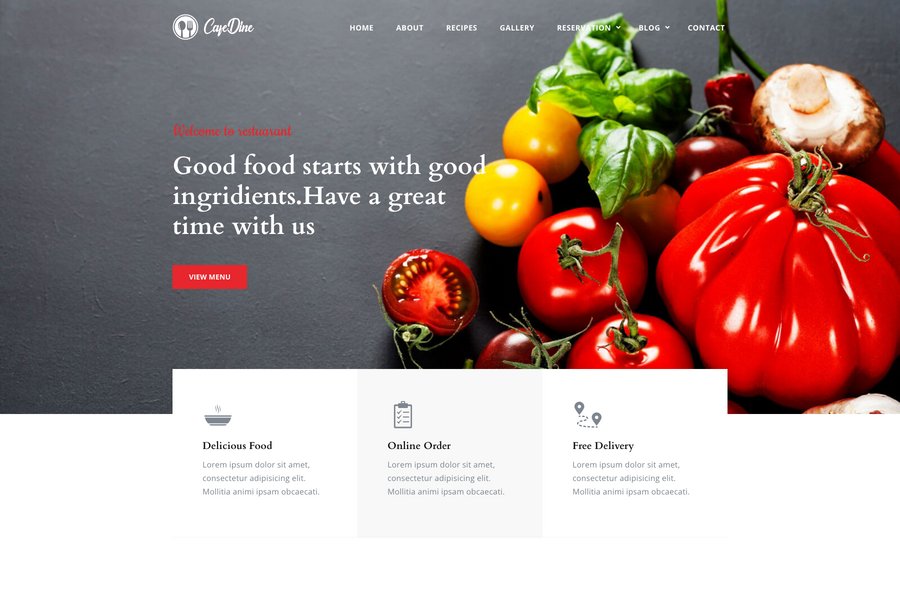 CafeDine
HOME ABOUT RECIPES GALLERY RESERVATION BLOG CONTACT
Welcome to restuarant
Good food starts with good
ingridients.Have a great
time with us
VIEW MENU
Delicious Food Online Order Free Delivery
Lorem ipsum dolor sit amet, Lorem ipsum dolor sit amet, Lorem ipsum dolor sit amet,
consectetur adipisicing elit. consectetur adipisicing elit. consectetur adipisicing elit.
Mollitia animi ipsam obcaecati. Mollitia animi ipsam obcaecati. Mollitia animi ipsam obcaecati.